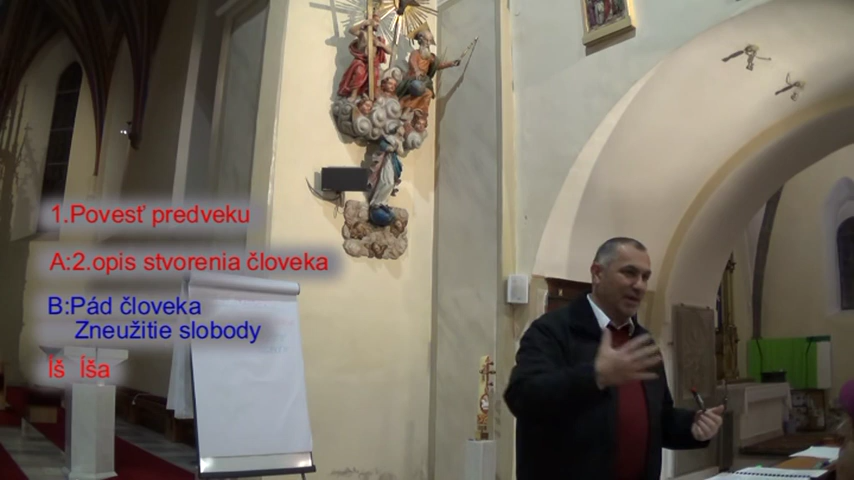 1.Povesť predveku
A:2.opis stvorenia človeka
B:Pád človeka
Zneužitie slobody
Íš Íša